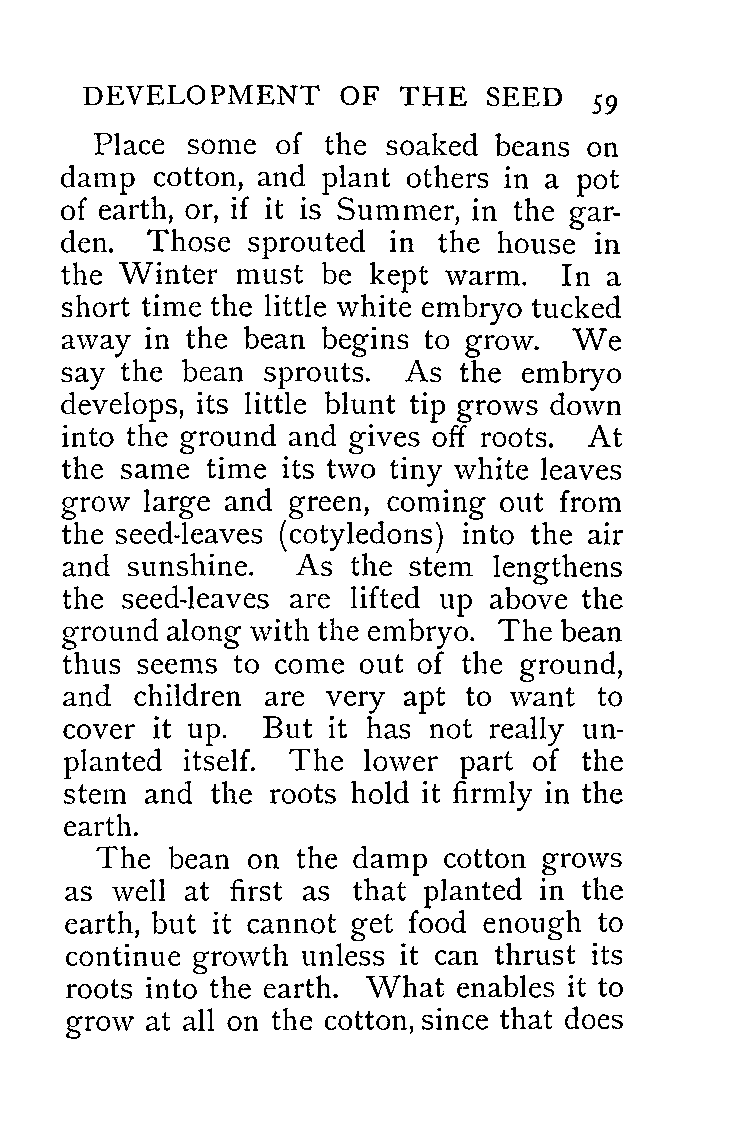 DEVELOPMENT OF THE SEED 59
Place some of the soaked beans on
damp cotton, and plant others in a pot
of earth, or, if it is Summer, in the gar-
den. Those sprouted in the house in
the Winter must be kept warm. In a
short time the little white embryo tucked
away in the bean begins to grow. We
say the bean sprouts. As the embryo
develops, its little blunt tip grows down
into the ground and gives off roots. At
the same time its two tiny white leaves
grow large and green, coming out from
the seed-leaves (cotyledons) into the air
and sunshine. As the stem lengthens
the seed-leaves are lifted up above the
ground along with the embryo. The bean
thus seems to come out of the ground,
and children are very apt to want to
cover it up. But it has not really un-
planted itself. The lower part of the
stem and the roots hold it firmly in the
earth.
The bean on the damp cotton grows
as well at first as that planted in the
earth, but it cannot get food enough to
continue growth unless it can thrust its
roots into the earth. What enables it to
grow at all on the cotton, since that does